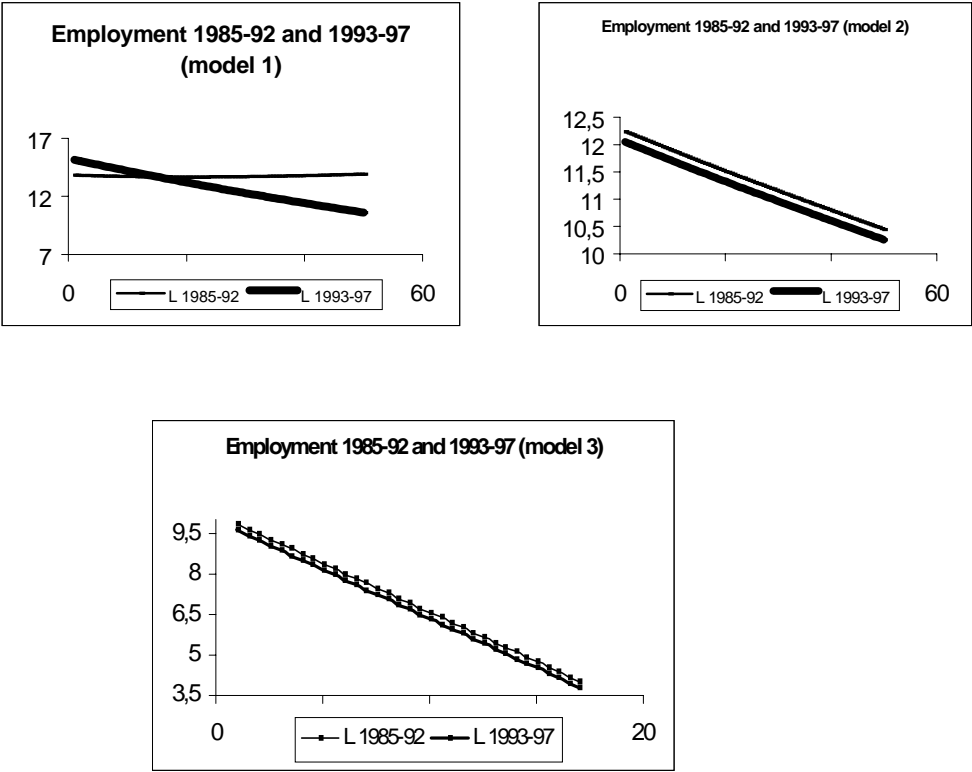 Employment 1985-92 and 1993-97
(model 1)
17
12
7
0
60
L 1985-92 L 1993-97
Employment 1985-92 and 1993-97 (model 2)
12,5
12
11,5
11
10,5
10
0
60
L 1985-92 L 1993-97
Employment 1985-92 and 1993-97 (model 3)
9,5
8
6,5
5
3,5
0
20
L 1985-92 L 1993-97